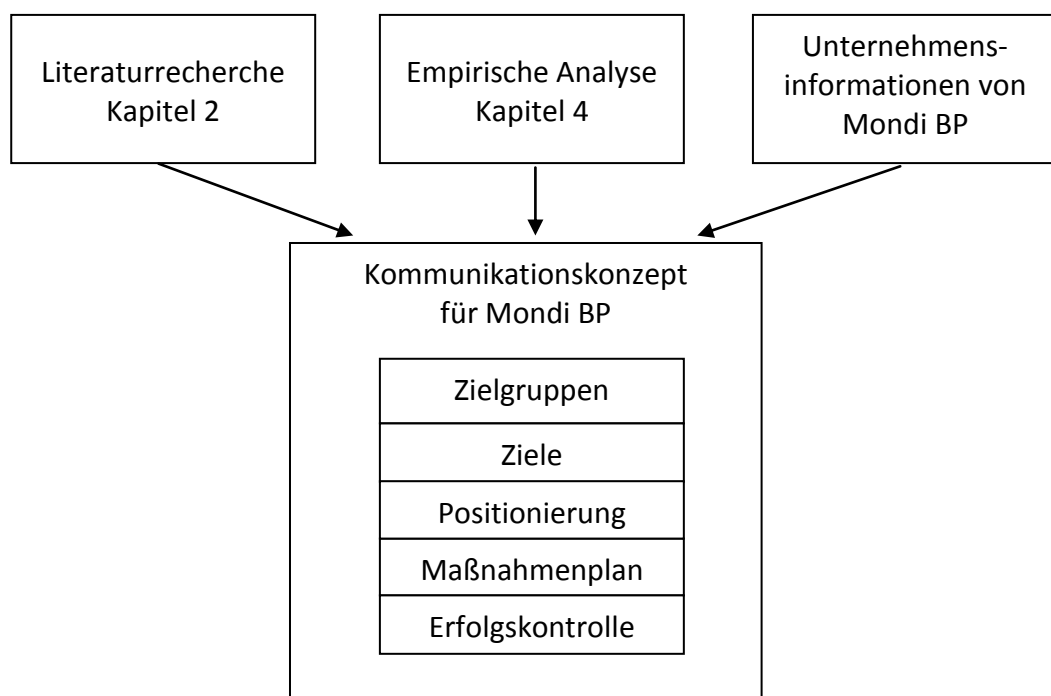 Literaturrecherche
Kapitel 2
Empirische Analyse
Kapitel 4
Unternehmens-
informationen von
Mondi BP
Kommunikationskonzept
für Mondi BP
Zielgruppen
Ziele
Positionierung
Maßnahmenplan
Erfolgskontrolle